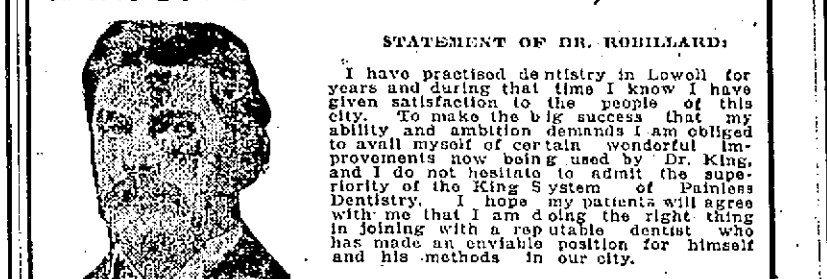 STATEMENT OF DR. ROBILLARD:
I have practised dentistry in Lowell for
years and during that time I know I have
given satisfaction to the people of this
city. To make the big success that my
ability and ambition demands I am obliged
to avail myself of certain wonderful im-
provements now being used by Dr. King,
and I do not hesitate to admit the supe-
riority of the King System of Painless
Dentistry. I hope my patients will agree
with me that I am doing the right thing
in joining with a reputable dentist who
has made an enviable position for himself
and his methods in our city.